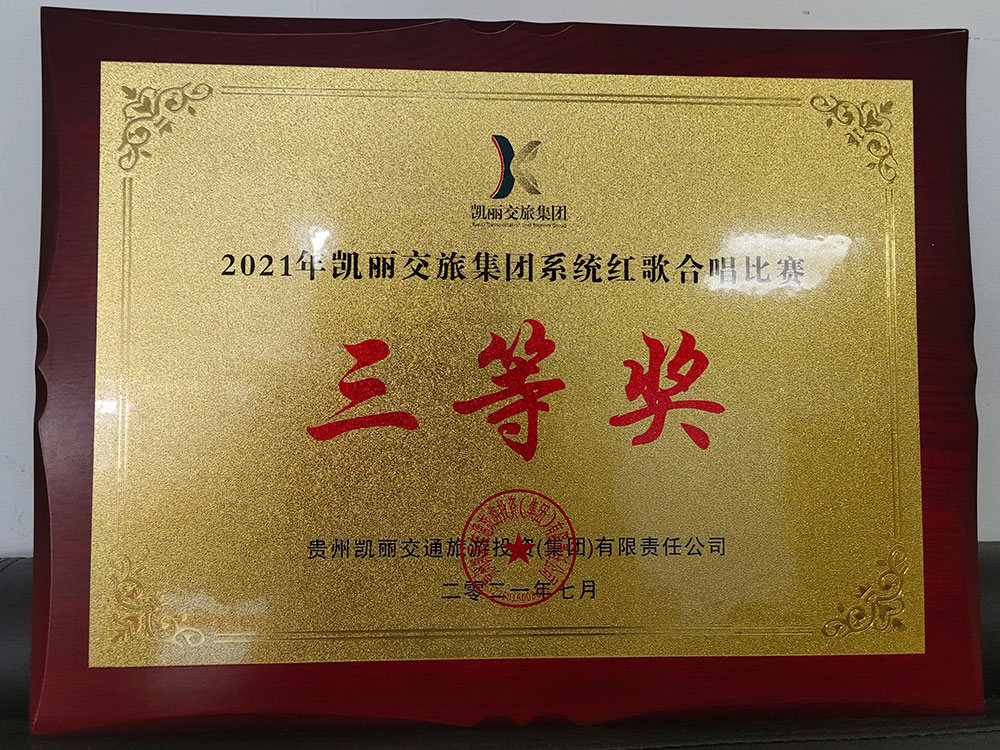 凯丽交旅集团
2021年凯丽交旅集团系统红歌合唱比赛
三等奖
贵州凯丽交通旅游投资(集团)有限责任公司
二零二一年七月